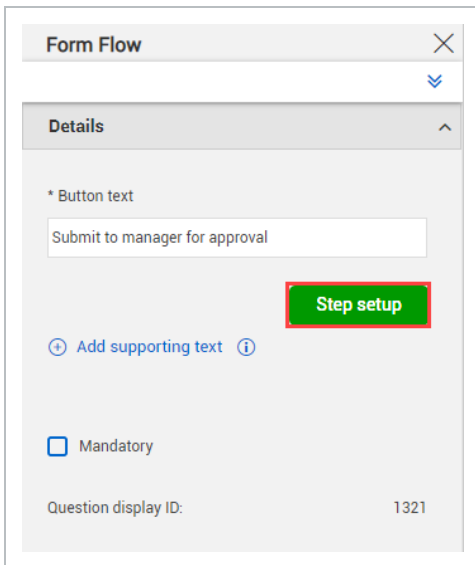 Form Flow
Details
* Button text
Submit to manager for approval
Step setup
Add supporting text
Mandatory
Question display ID: 1321